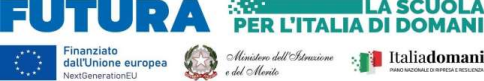 FUTURA
LA SCUOLA
PER L'ITALIA DI DOMANI
Finanziato
dall'Unione europea
NextGenerationEU
Ministero dell'Istruzione
e del Merito
Italiadomani
PIANO NAZIONALE DI RIPRESA E RESILIENZA